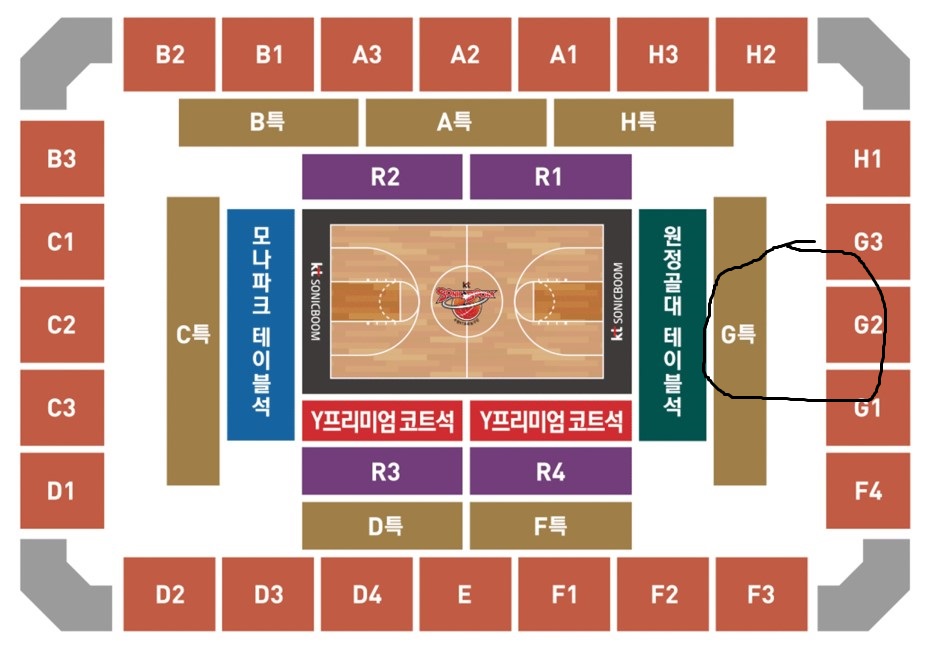 B2 B1 A3 A2 A1 H3 H2
B특 A특 H특
B3 H1
R2 R1
C1 G3
모나파크 테이블석
원정골대 테이블석
kt SONICBOOM
kt
kt SONICBOOM
C특 G특
C2 G2
C3 G1
Y프리미엄 코트석 Y프리미엄 코트석
R3 R4
D1 F4
D특 F특
D2 D3 D4 E F1 F2 F3